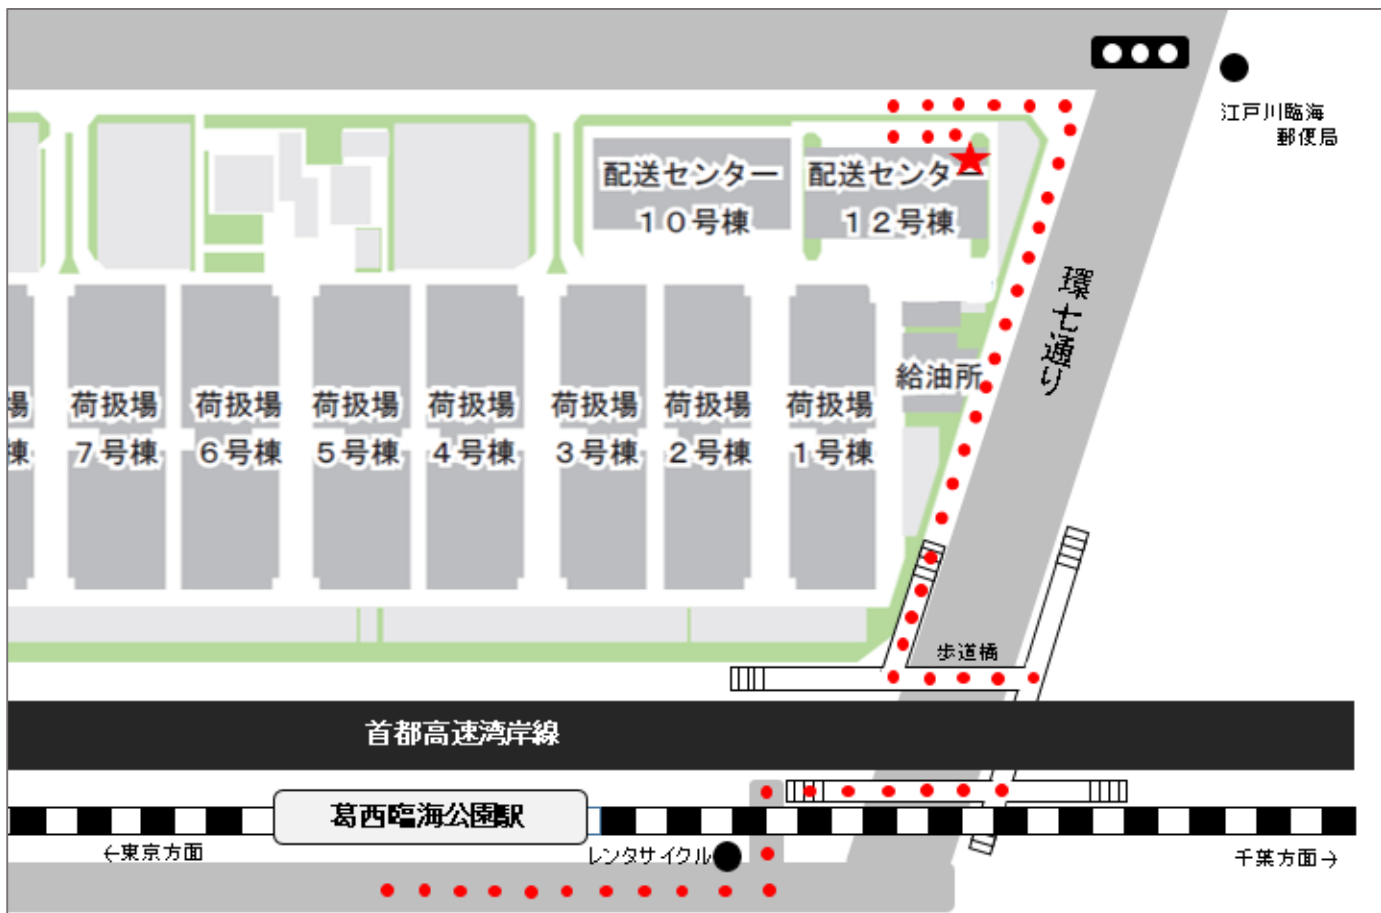 江戸川臨海
郵便局
配送センター
10号棟
配送センター
12号棟
環七通り
給油所
場
棟
荷扱場
7号棟
荷扱場
6号棟
荷扱場
5号棟
荷扱場
4号棟
荷扱場
3号棟
荷扱場
2号棟
荷扱場
1号棟
歩道橋
首都高速湾岸線
葛西臨海公園駅
←東京方面
レンタサイクル
千葉方面→